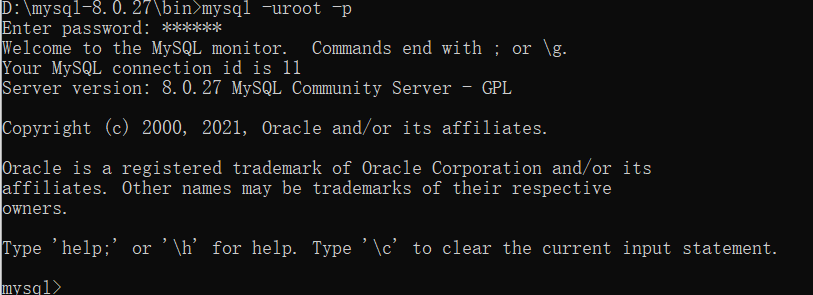 D:\mysql-8.0.27\bin>mysql -uroot -p
Enter password: ******
Welcome to the MySQL monitor.  Commands end with ; or \g.
Your MySQL connection id is 11
Server version: 8.0.27 MySQL Community Server - GPL
Copyright (c) 2000, 2021, Oracle and/or its affiliates.
Oracle is a registered trademark of Oracle Corporation and/or its
affiliates. Other names may be trademarks of their respective
owners.
Type 'help;' or '\h' for help. Type '\c' to clear the current input statement.
mysql>